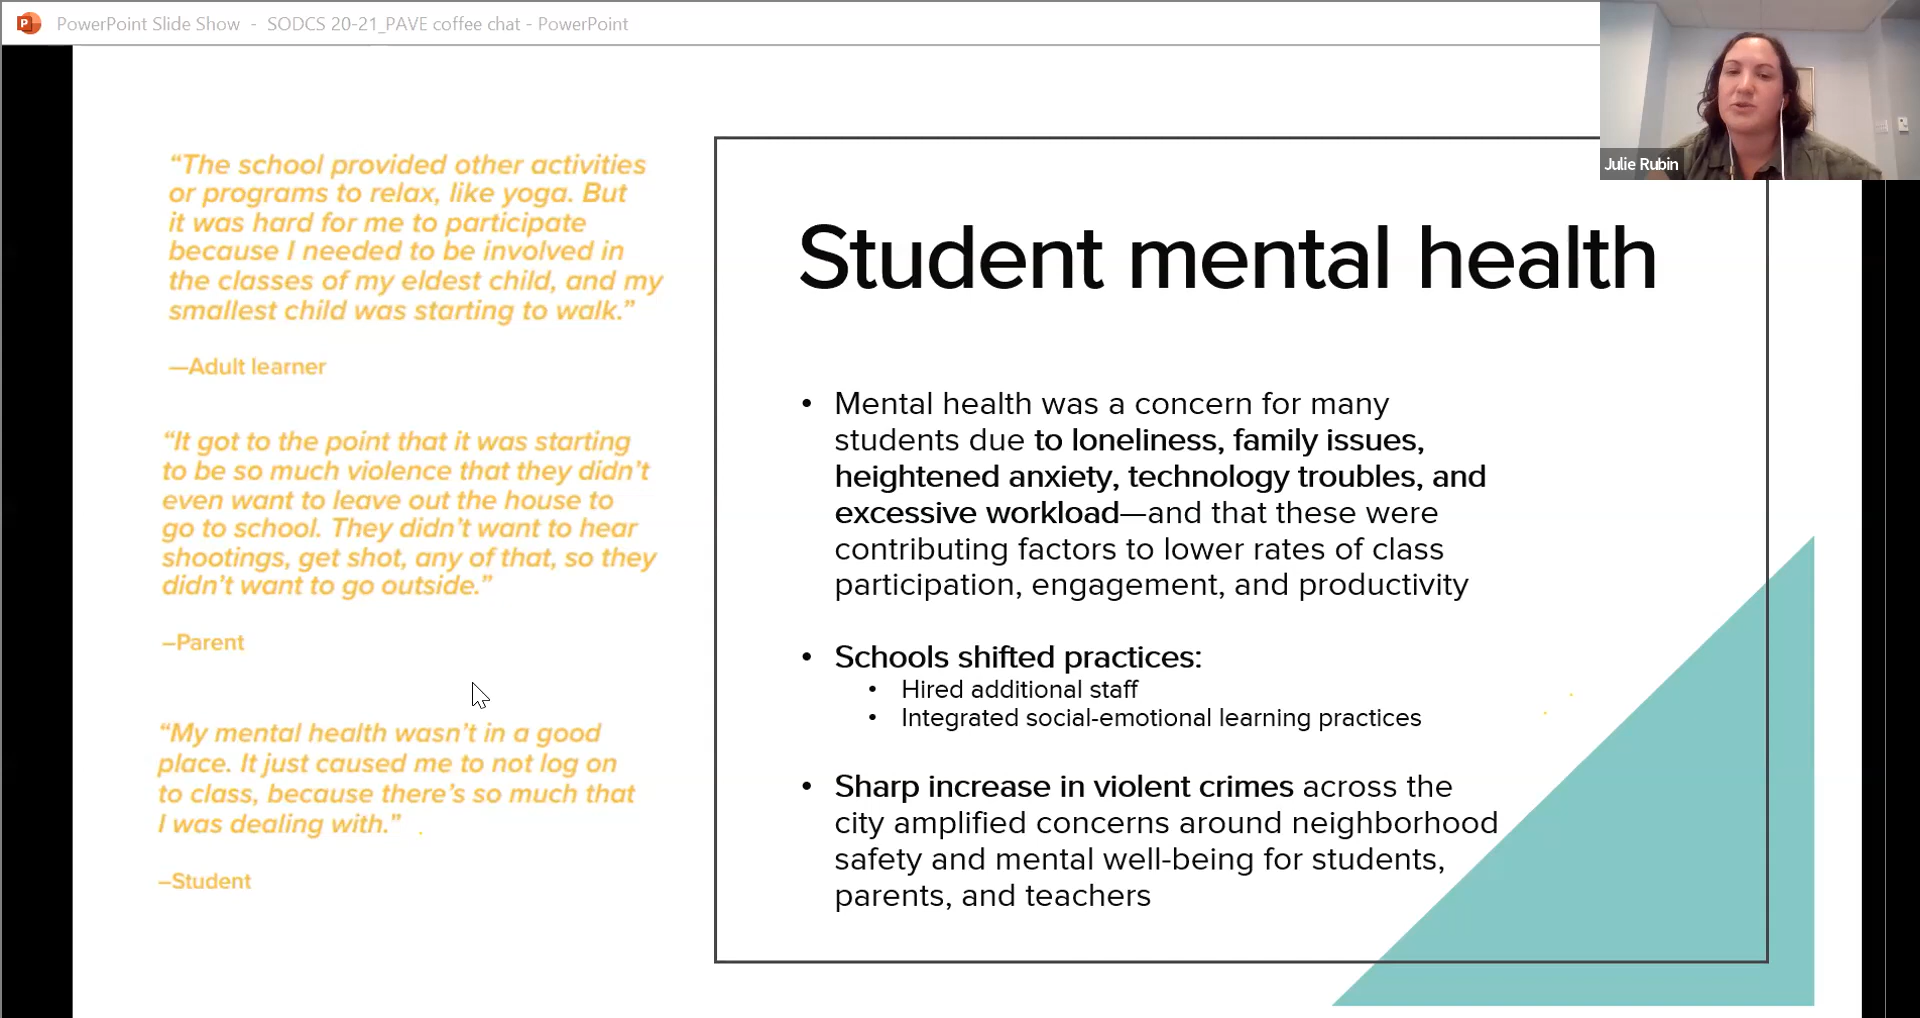 PowerPoint Slide Show - SODCS 20-21_PAVE coffee chat - PowerPoint
Julie Rubin
“The school provided other activities
or programs to relax, like yoga. But
it was hard for me to participate
because I needed to be involved in
the classes of my eldest child, and my
smallest child was starting to walk.”
—Adult learner
“It got to the point that it was starting
to be so much violence that they didn’t
even want to leave out the house to
go to school. They didn’t want to hear
shootings, get shot, any of that, so they
didn’t want to go outside.”
–Parent
“My mental health wasn’t in a good
place. It just caused me to not log on
to class, because there’s so much that
I was dealing with.”
–Student
Student mental health
• Mental health was a concern for many
students due to loneliness, family issues,
heightened anxiety, technology troubles, and
excessive workload—and that these were
contributing factors to lower rates of class
participation, engagement, and productivity
• Schools shifted practices:
• Hired additional staff
• Integrated social-emotional learning practices
• Sharp increase in violent crimes across the
city amplified concerns around neighborhood
safety and mental well-being for students,
parents, and teachers